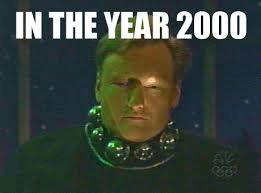 IN THE YEAR 2000